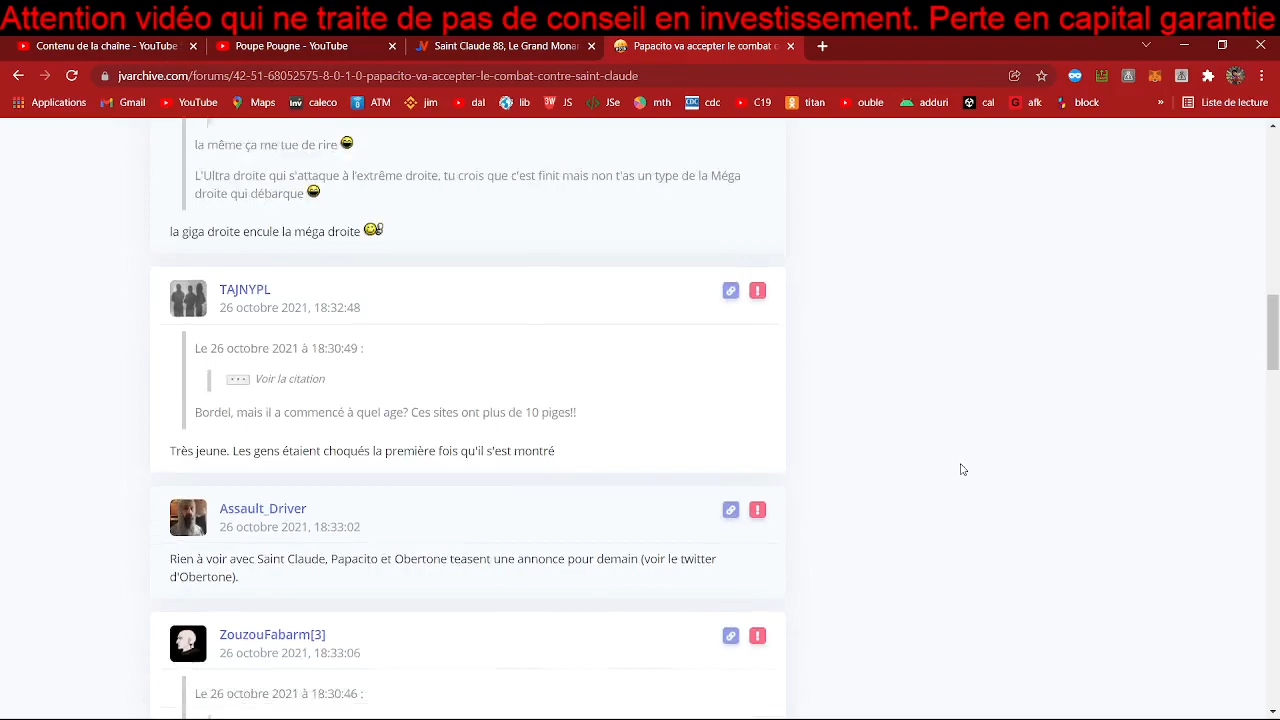 Attention vidéo qui ne traite de pas de conseil en investissement. Perte en capital garantie
Contenu de la chaîne - YouTube
Poupe Pougne - YouTube
Saint Claude 88, Le Grand Monar
Papacito va accepter le combat c
jvarchive.com/forums/42-51-68052575-8-0-1-0-papacito-va-accepter-le-combat-contre-saint-claude
Applications
Gmail
YouTube
Maps
inv caleco
ATM
jim
dal
lib
3W JS
JSe
mth
CDC cdc
C19
titan
ouble
adduri
cal
G afk
block
»
Liste de lecture
la même ça me tue de rire
L'Ultra droite qui s'attaque à l'extrême droite, tu crois que c'est finit mais non t'as un type de la Méga
droite qui débarque
la giga droite encule la méga droite
TAJNYPL
26 octobre 2021, 18:32:48
Le 26 octobre 2021 à 18:30:49 :
Voir la citation
Bordel, mais il a commencé à quel age? Ces sites ont plus de 10 piges!!
Très jeune. Les gens étaient choqués la première fois qu'il s'est montré
Assault_Driver
26 octobre 2021, 18:33:02
Rien à voir avec Saint Claude, Papacito et Obertone teasent une annonce pour demain (voir le twitter
d'Obertone).
ZouzouFabarm[3]
26 octobre 2021, 18:33:06
Le 26 octobre 2021 à 18:30:46 :